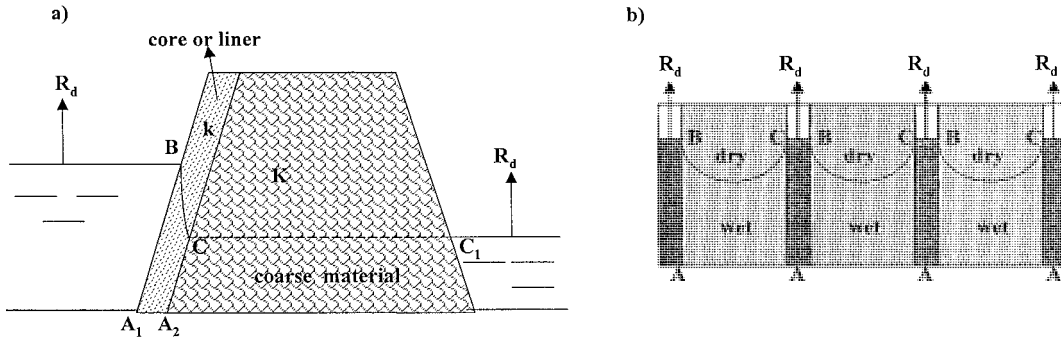 a)
core or liner
R_d
k
B
K
R_d
C
C_1
coarse material
A_1 A_2
b)
R_d R_d R_d R_d
B C B C B C
dry dry dry
wet wet wet
A A A A